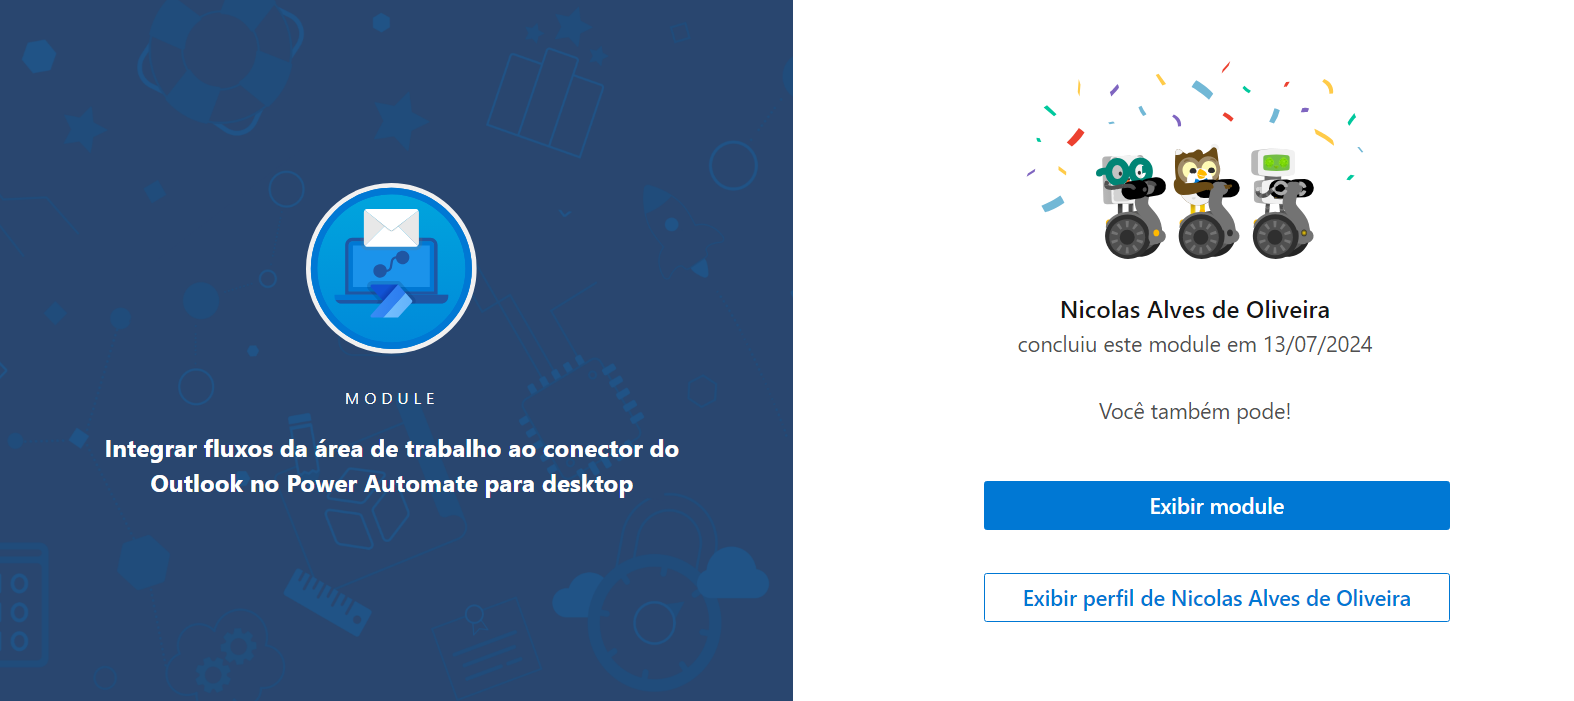 MODULE
Integrar fluxos da área de trabalho ao conector do
Outlook no Power Automate para desktop
Nicolas Alves de Oliveira
concluiu este module em 13/07/2024
Você também pode!
Exibir module
Exibir perfil de Nicolas Alves de Oliveira